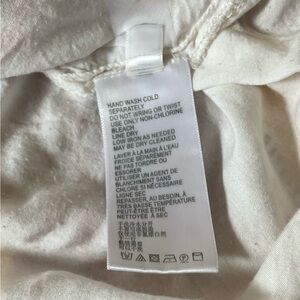 HAND WASH COLD
SEPARATELY
DO NOT WRING OR TWIST
USE ONLY NON-CHLORINE
BLEACH
LINE DRY
LOW IRON AS NEEDED
MAY BE DRY CLEANED
LAVER À LA MAIN À L'EAU
FROIDE SÉPARÉMENT
NE PAS TORDRE OU
ESSORER
UTILISER UN AGENT DE
BLANCHIMENT SANS
CHLORE SI NÉCESSAIRE
LIGNE SEC
REPASSER, AU BESOIN, À
TRÈS BASSE TEMPÉRATURE
PEUT-ÊTRE ÊTRE
NETTOYÉE À SEC